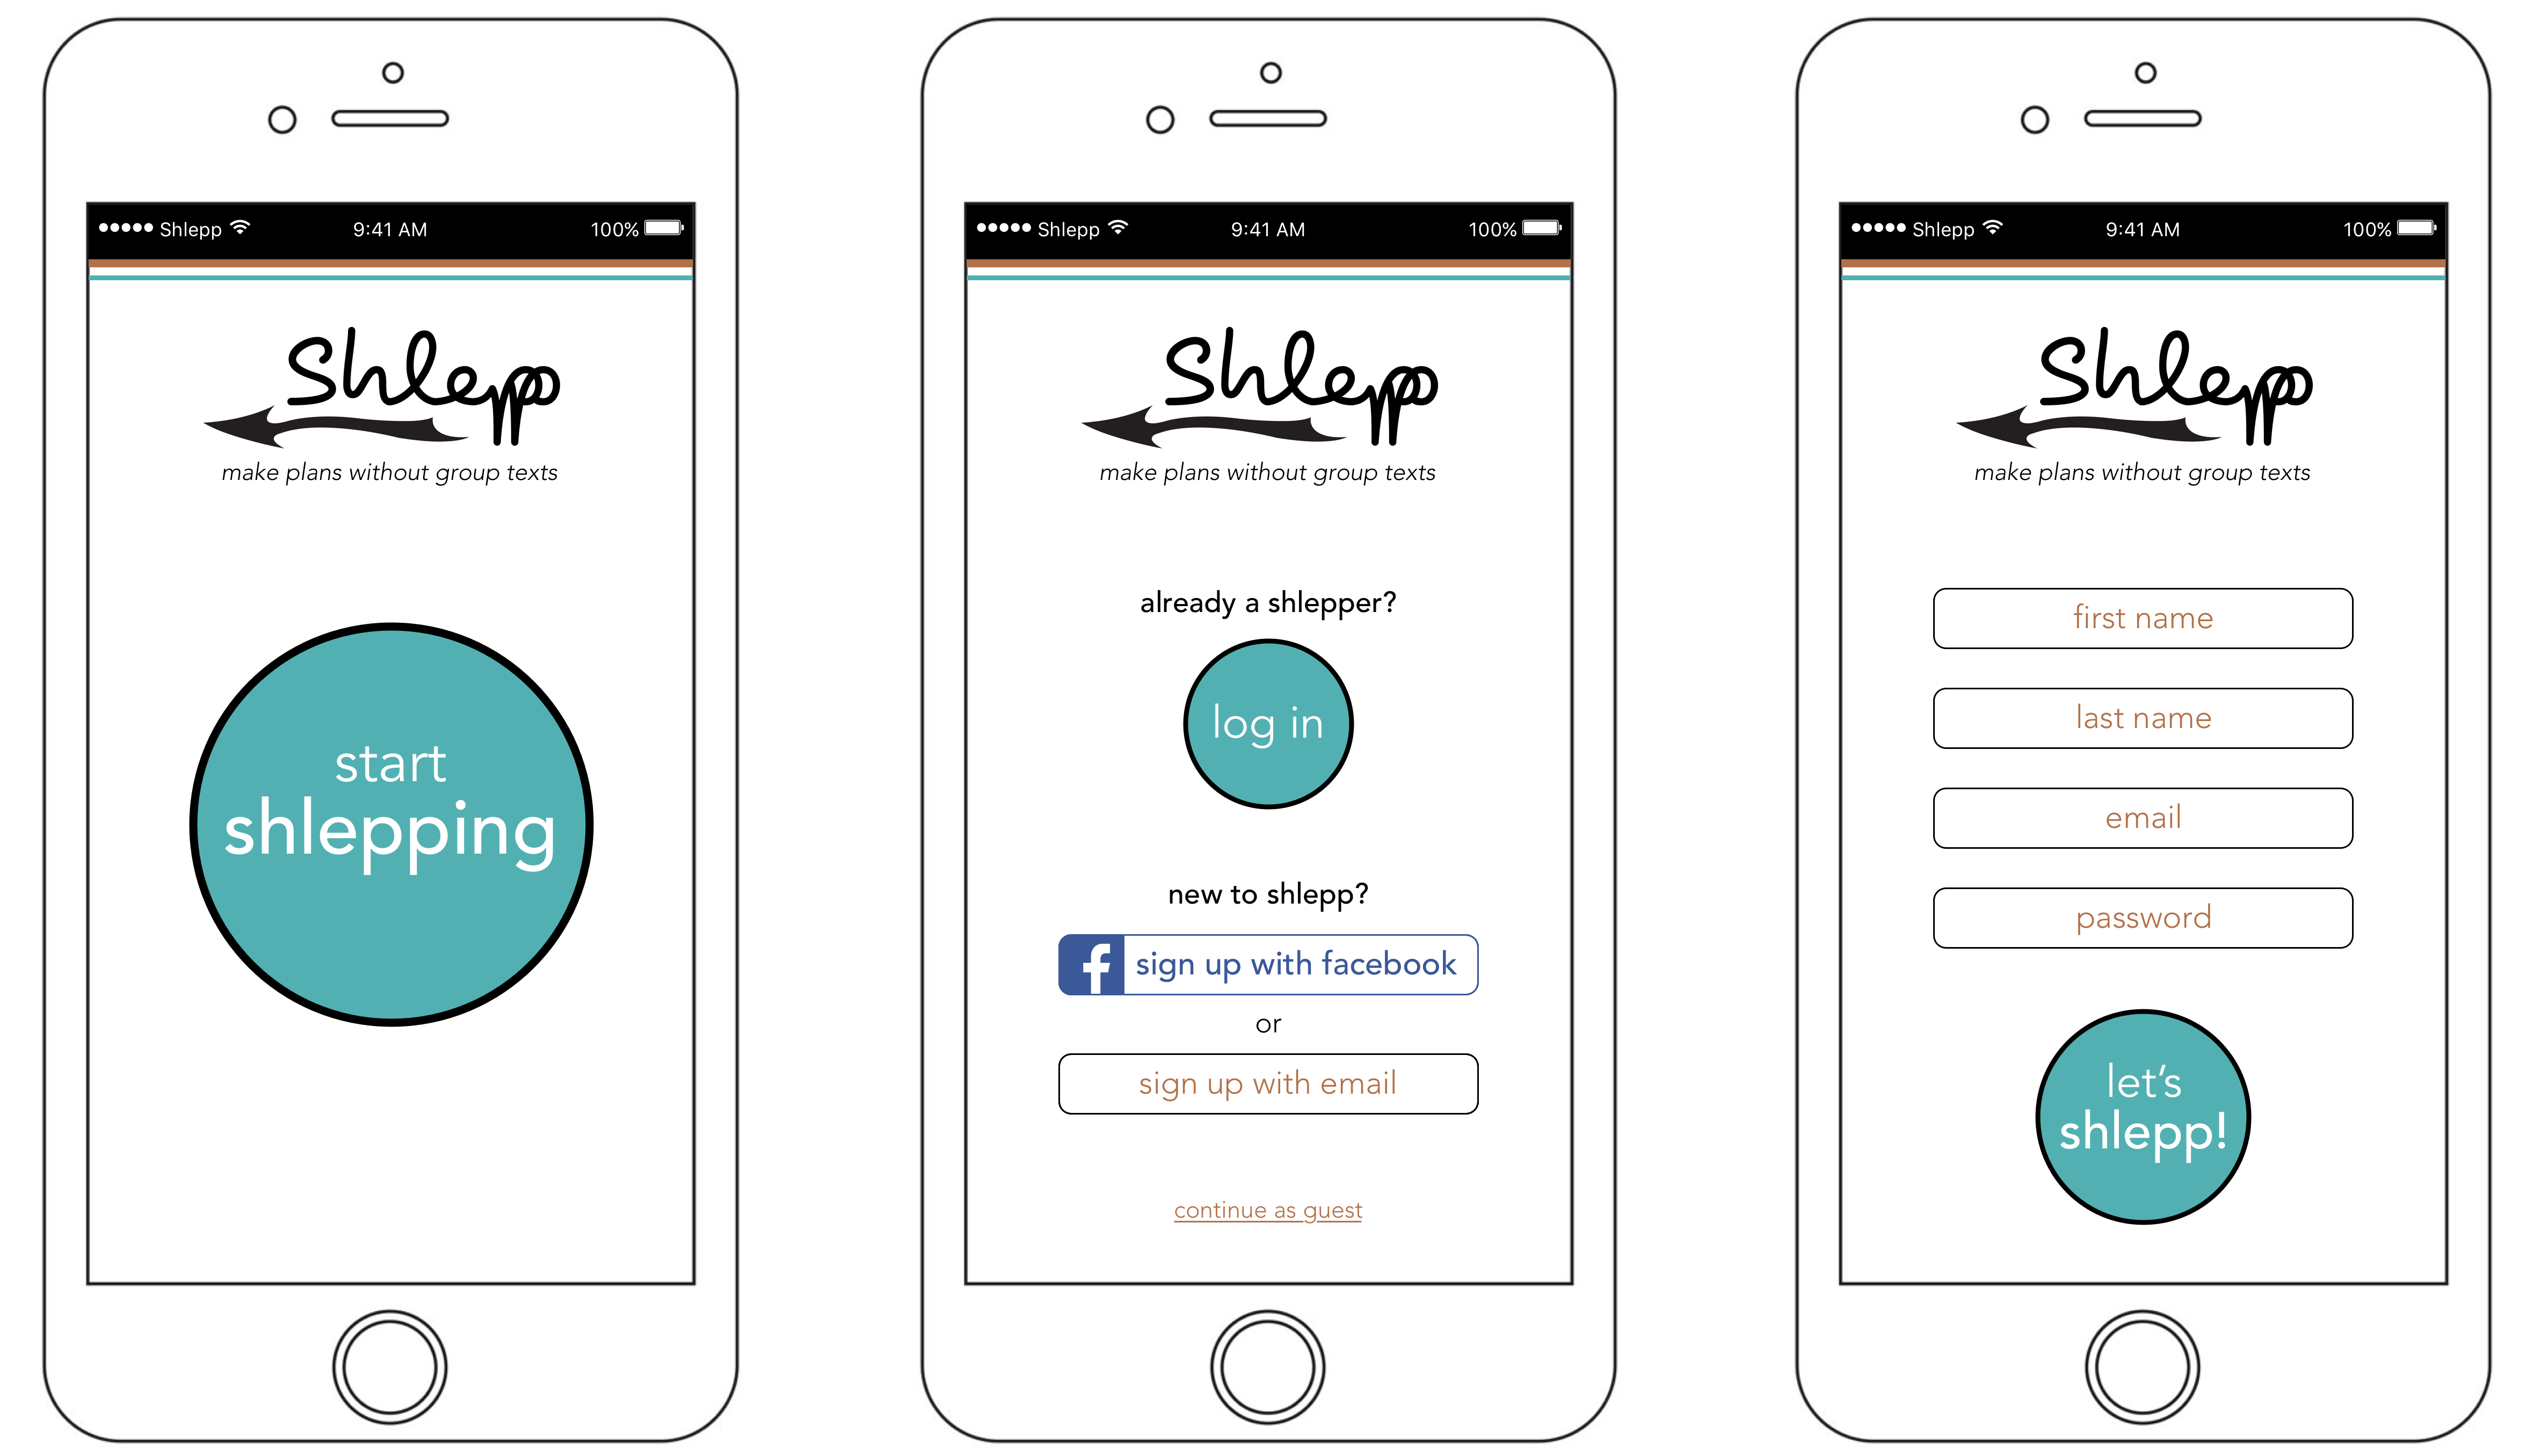 Shlepp 9:41 AM 100%
Shlepp
make plans without group texts
start
shlepping
Shlepp 9:41 AM 100%
Shlepp
make plans without group texts
already a shlepper?
log in
new to shlepp?
f sign up with facebook
or
sign up with email
continue as guest
Shlepp 9:41 AM 100%
Shlepp
make plans without group texts
first name
last name
email
password
let's
shlepp!